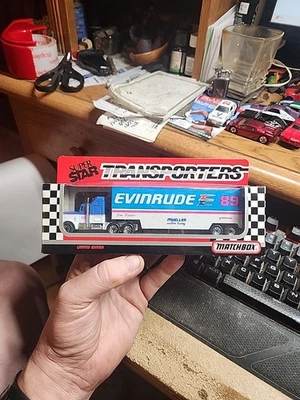 SUPER
STAR
TRANSPORTERS
EVINRUDE
89
MUELLER
LIMITED EDITION
MATCHBOX